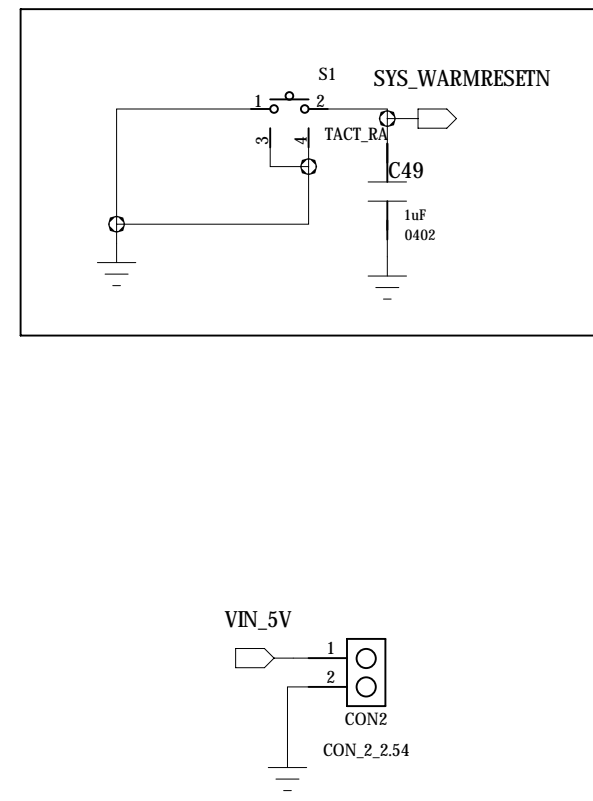 S1
SYS_WARMRESETN
1
2
3
4
TACT_RA
C49
1uF
0402
VIN_5V
1
2
CON2
CON_2_2.54